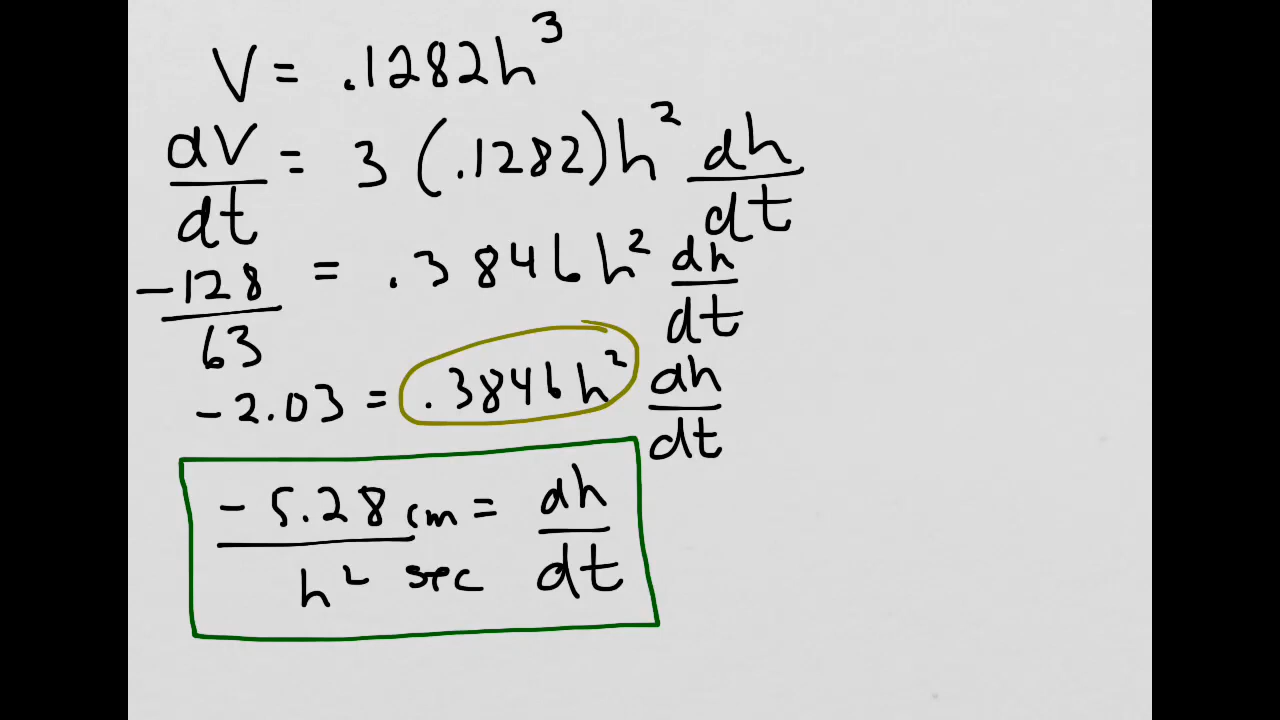 V = .1282h³
dV/dt = 3(.1282)h² dh/dt
-128/63 = .3846h² dh/dt
-2.03 = .3846h² dh/dt
-5.28/h² cm/sec = dh/dt